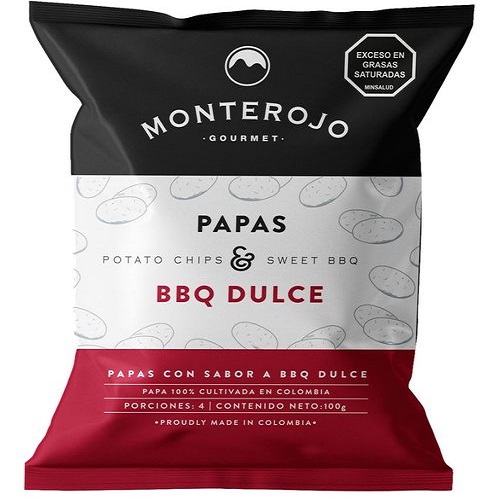 EXCESO EN
GRASAS
SATURADAS
MINSALUD
MONTEROJO
·GOURMET·
PAPAS
POTATO CHIPS & SWEET BBQ
BBQ DULCE
PAPAS CON SABOR A BBQ DULCE
PAPA 100% CULTIVADA EN COLOMBIA
PORCIONES: 4 | CONTENIDO NETO:100g
•PROUDLY MADE IN COLOMBIA•